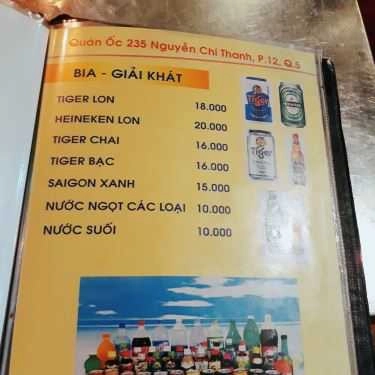 Quán Ốc 235 Nguyễn Chí Thanh, P.12, Q.5
BIA - GIẢI KHÁT
TIGER LON 18.000
HEINEKEN LON 20.000
TIGER CHAI 16.000
TIGER BẠC 16.000
SAIGON XANH 15.000
NƯỚC NGỌT CÁC LOẠI 10.000
NƯỚC SUỐI 10.000
Tiger
Tiger